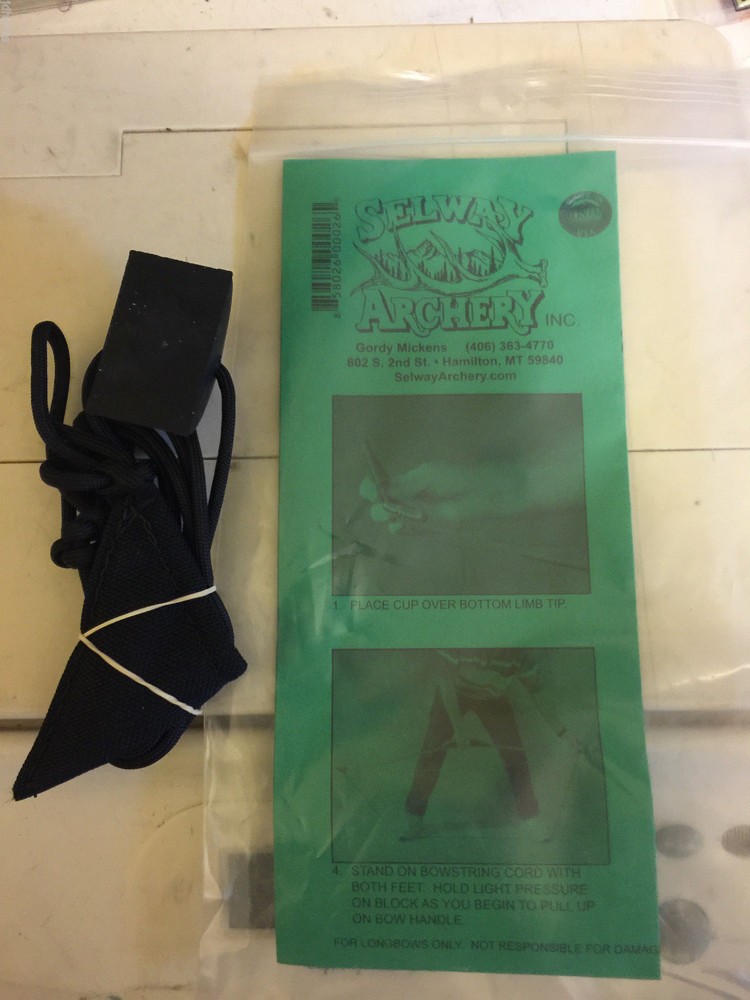 SELWAY
ARCHERY INC.
Gordy Mickens (406) 363-4770
602 S. 2nd St. • Hamilton, MT 59840
SelwayArchery.com
1. PLACE CUP OVER BOTTOM LIMB TIP.
4. STAND ON BOWSTRING CORD WITH
BOTH FEET. HOLD LIGHT PRESSURE
ON BLOCK AS YOU BEGIN TO PULL UP
ON BOW HANDLE.
FOR LONGBOWS ONLY. NOT RESPONSIBLE FOR DAMAG